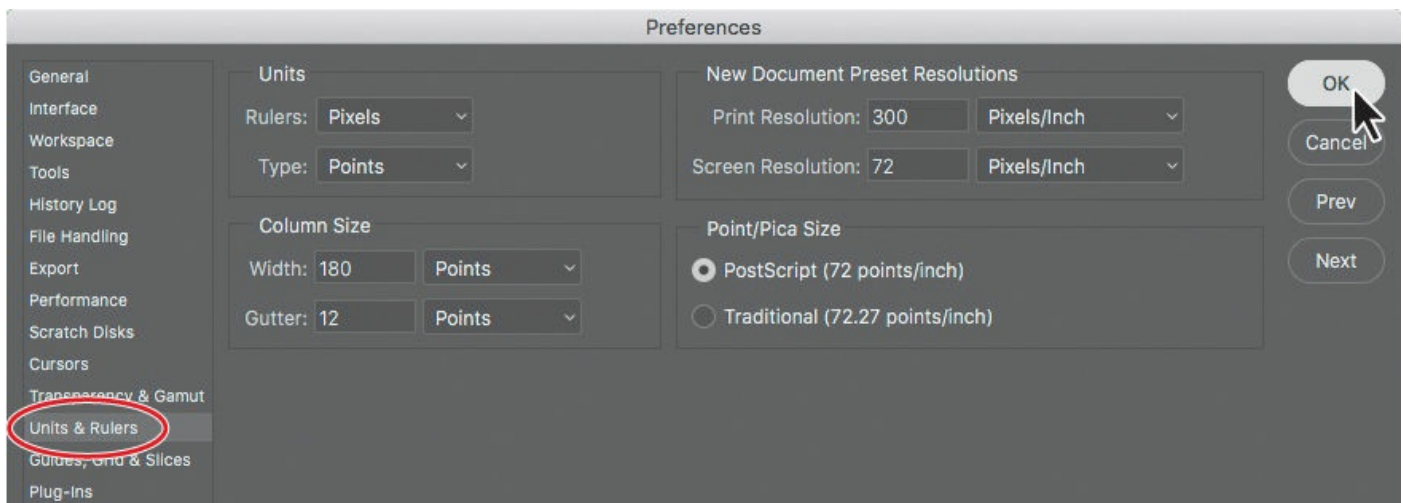 Preferences
General
Interface
Workspace
Tools
History Log
File Handling
Export
Performance
Scratch Disks
Cursors
Transparency & Gamut
Units & Rulers
Guides, Grid & Slices
Plug-Ins
Units
Rulers: Pixels
Type: Points
Column Size
Width: 180 Points
Gutter: 12 Points
New Document Preset Resolutions
Print Resolution: 300 Pixels/Inch
Screen Resolution: 72 Pixels/Inch
Point/Pica Size
PostScript (72 points/inch)
Traditional (72.27 points/inch)
OK
Cancel
Prev
Next